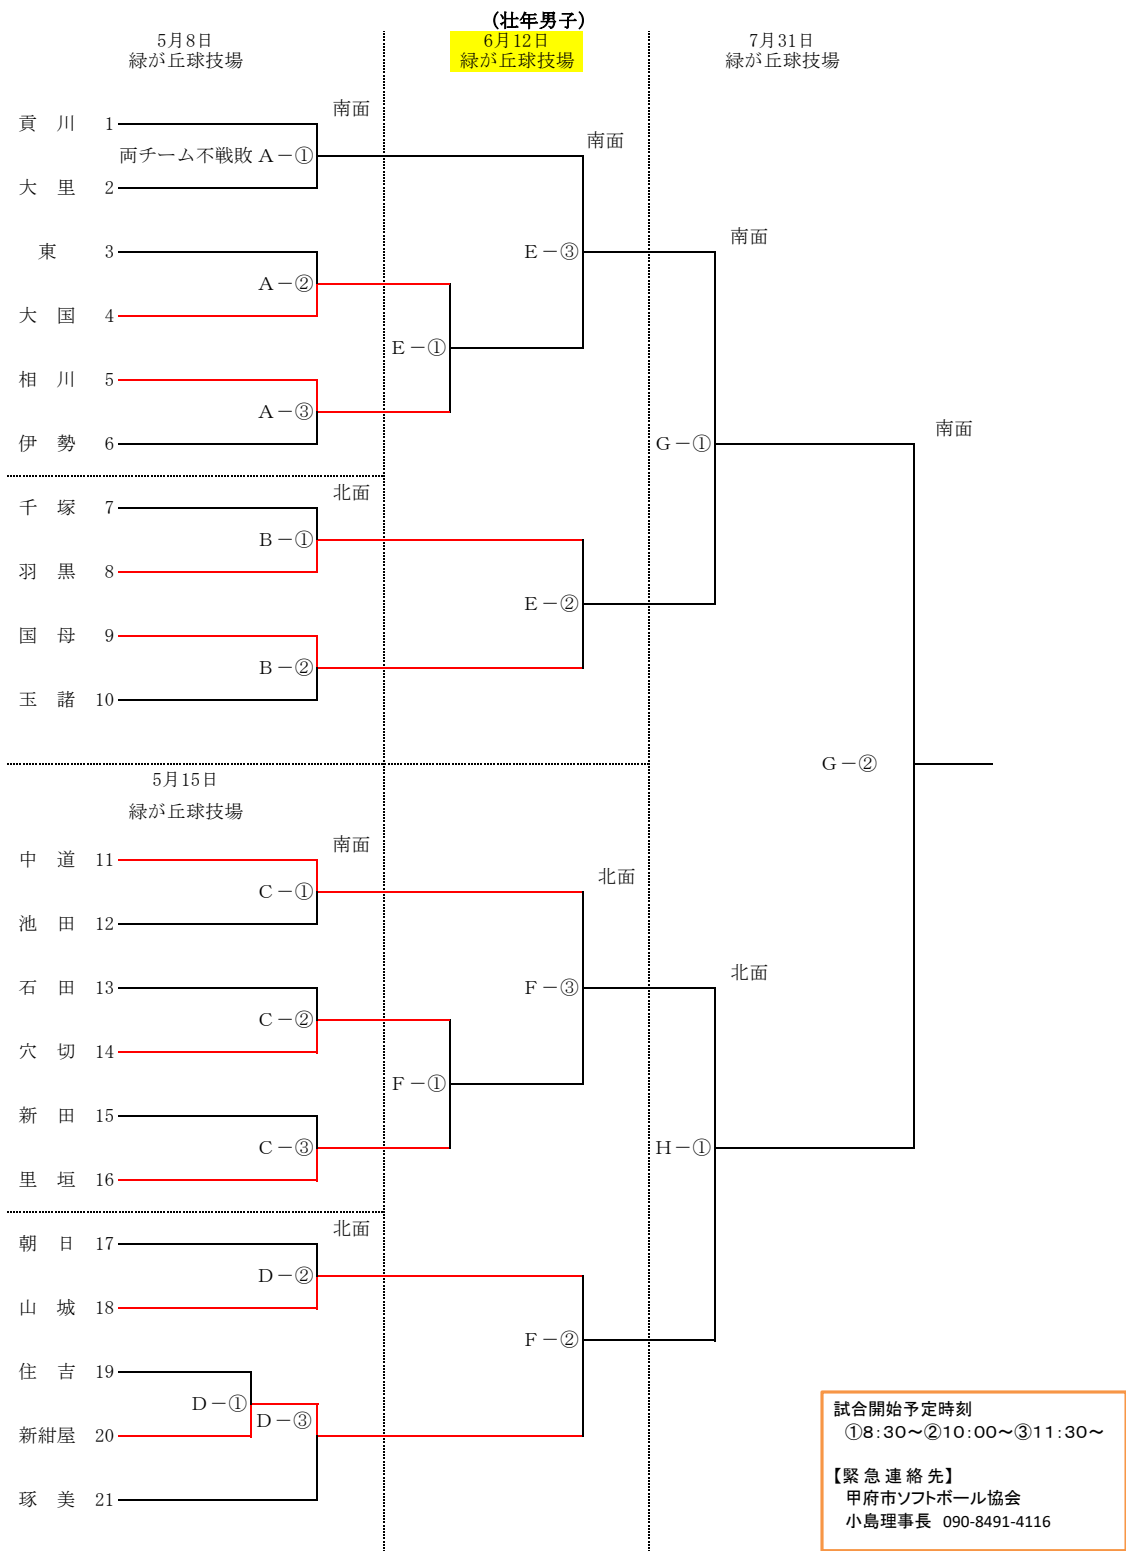 (壮年男子)
5月8日
緑が丘球技場
6月12日
緑が丘球技場
7月31日
緑が丘球技場
南面
貢川 1
両チーム不戦敗 A-①
大里 2
南面
東 3
A-②
大国 4
E-③
南面
E-①
相川 5
A-③
伊勢 6
G-①
南面
北面
千塚 7
B-①
羽黒 8
E-②
国母 9
B-②
玉諸 10
G-②
5月15日
緑が丘球技場
南面
中道 11
C-①
池田 12
北面
石田 13
C-②
穴切 14
F-③
北面
F-①
新田 15
C-③
里垣 16
H-①
北面
朝日 17
D-②
山城 18
F-②
住吉 19
D-①
D-③
新紺屋 20
琢美 21
試合開始予定時刻
①8:30~②10:00~③11:30~
【緊急連絡先】
甲府市ソフトボール協会
小島理事長 090-8491-4116